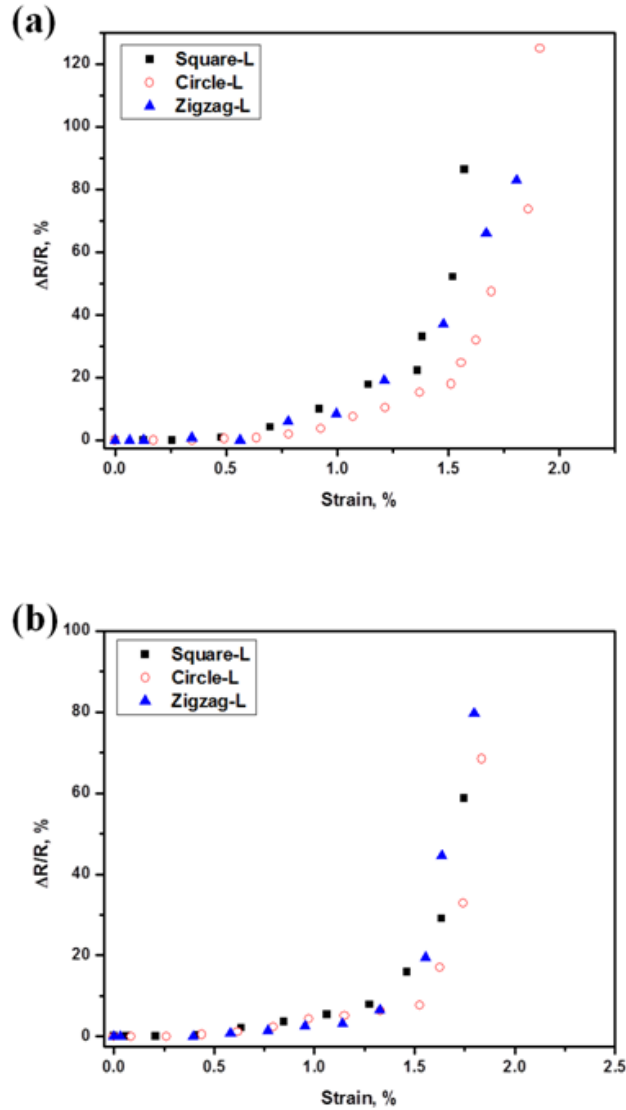 (a)
Square-L
Circle-L
Zigzag-L
120
100
80
60
40
20
0
ΔR/R, %
0.0 0.5 1.0 1.5 2.0
Strain, %
(b)
Square-L
Circle-L
Zigzag-L
100
80
60
40
20
0
ΔR/R, %
0.0 0.5 1.0 1.5 2.0 2.5
Strain, %